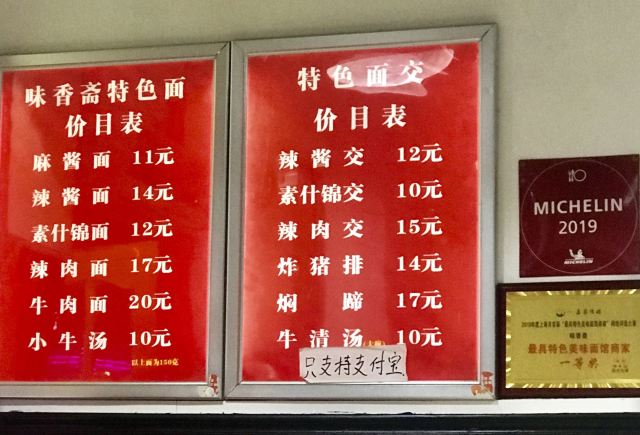 味香斋特色面
价目表
麻酱面 11元
辣酱面 14元
素什锦面 12元
辣肉面 17元
牛肉面 20元
小牛汤 10元
以上面为150克
特色面交
价目表
辣酱交 12元
素什锦交 10元
辣肉交 15元
炸猪排 14元
焖蹄 17元
牛清汤 10元
只支持支付宝
MICHELIN
2019
MICHELIN
味香斋
最具特色美味面馆商家
一等奖